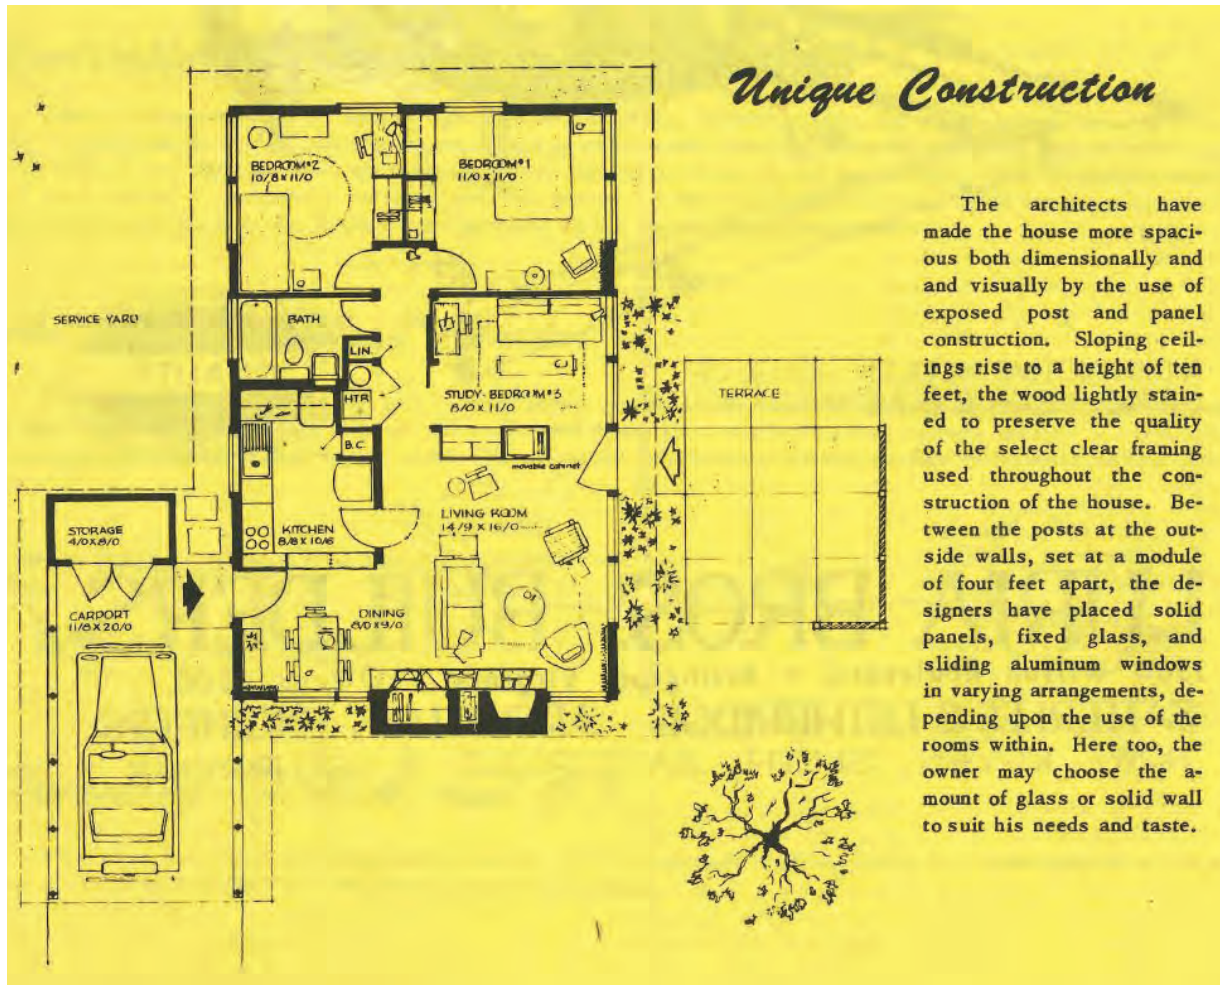 Unique Construction
BEDROOM #2
10/8 X 11/0
BEDROOM #1
11/0 X 11/0
SERVICE YARD
BATH
LIN.
HTR.
STUDY-BEDROOM #3
8/0 X 11/0
TERRACE
B.C.
movable cabinet
STORAGE
4/0 X 8/0
KITCHEN
8/8 X 10/6
LIVING ROOM
14/9 X 16/0
CARPORT
11/8 X 20/0
DINING
8/0 X 9/0
The architects have
made the house more spaci-
ous both dimensionally and
and visually by the use of
exposed post and panel
construction. Sloping ceil-
ings rise to a height of ten
feet, the wood lightly stain-
ed to preserve the quality
of the select clear framing
used throughout the con-
struction of the house. Be-
tween the posts at the out-
side walls, set at a module
of four feet apart, the de-
signers have placed solid
panels, fixed glass, and
sliding aluminum windows
in varying arrangements, de-
pending upon the use of the
rooms within. Here too, the
owner may choose the a-
mount of glass or solid wall
to suit his needs and taste.